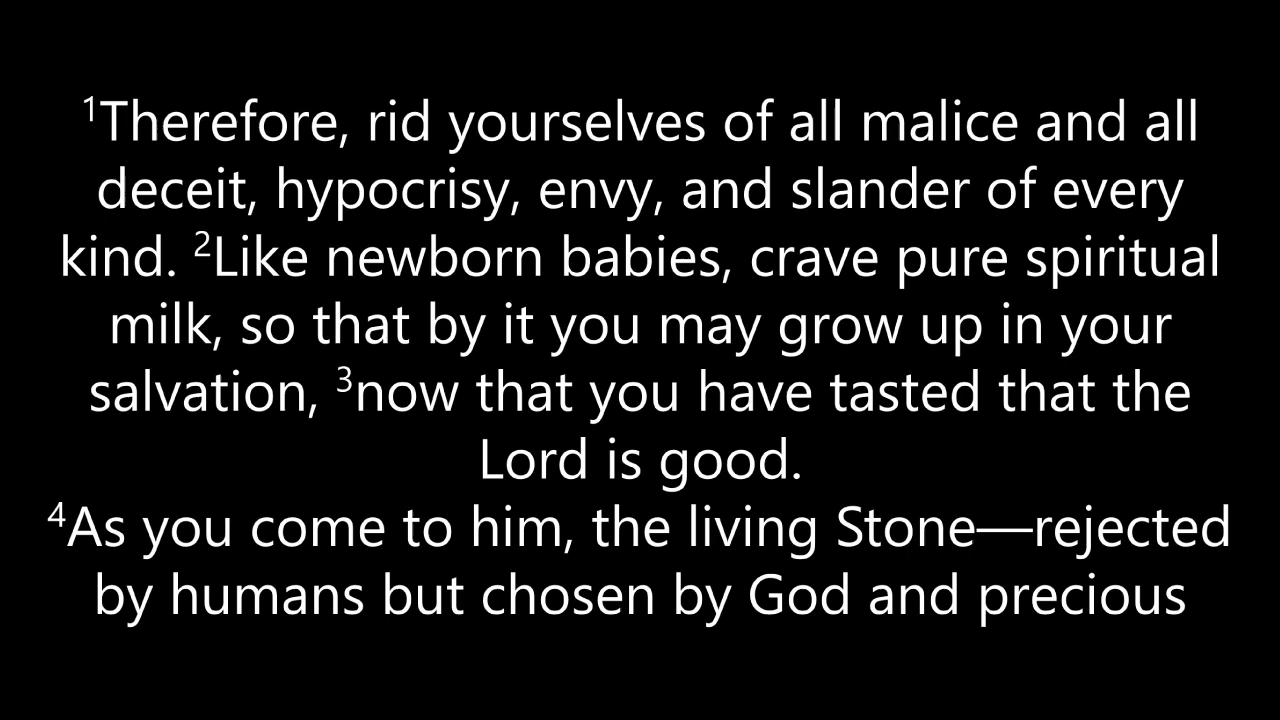 ¹Therefore, rid yourselves of all malice and all
deceit, hypocrisy, envy, and slander of every
kind. ²Like newborn babies, crave pure spiritual
milk, so that by it you may grow up in your
salvation, ³now that you have tasted that the
Lord is good.
⁴As you come to him, the living Stone—rejected
by humans but chosen by God and precious